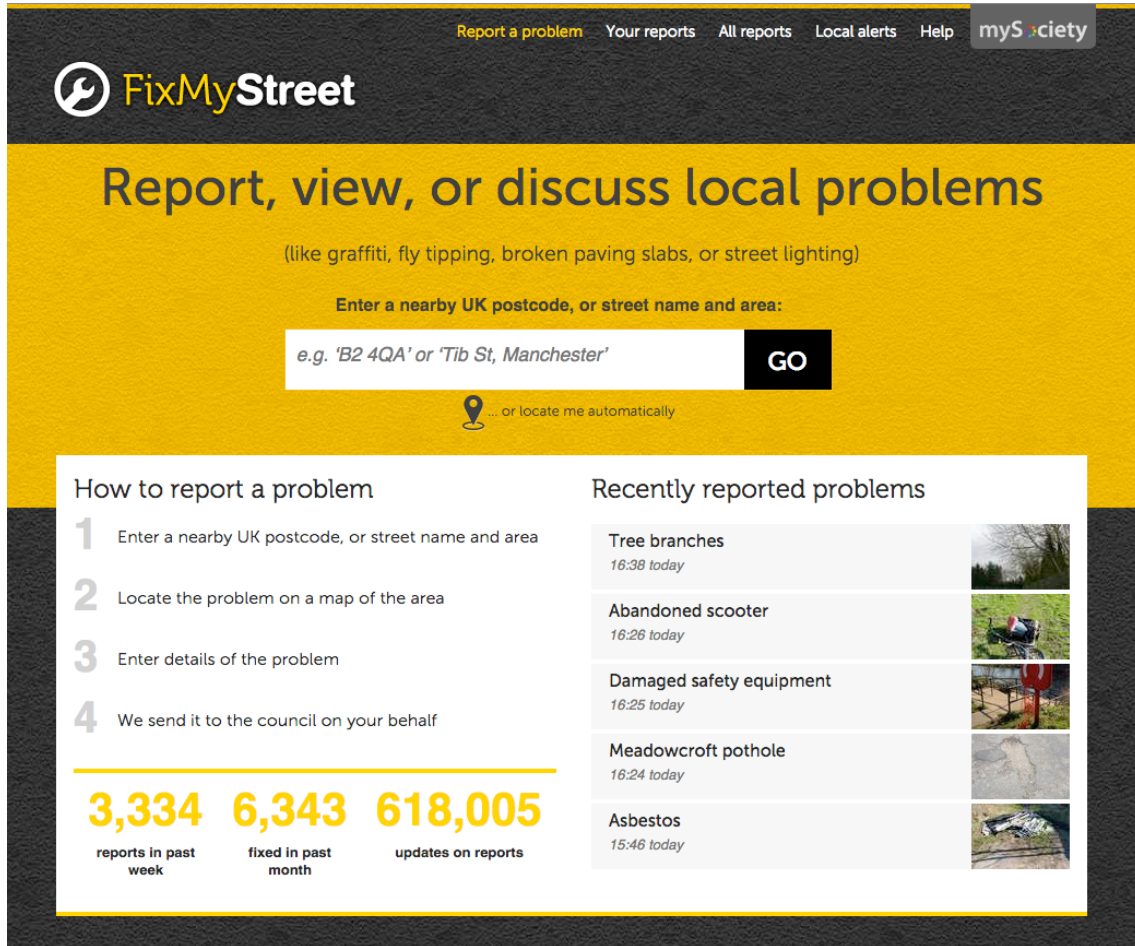 Report a problem Your reports All reports Local alerts Help mySociety
FixMyStreet
Report, view, or discuss local problems
(like graffiti, fly tipping, broken paving slabs, or street lighting)
Enter a nearby UK postcode, or street name and area:
e.g. ‘B2 4QA’ or ‘Tib St, Manchester’ GO
... or locate me automatically
How to report a problem
1 Enter a nearby UK postcode, or street name and area
2 Locate the problem on a map of the area
3 Enter details of the problem
4 We send it to the council on your behalf
3,334 6,343 618,005
reports in past fixed in past updates on reports
week month
Recently reported problems
Tree branches
16:38 today
Abandoned scooter
16:26 today
Damaged safety equipment
16:25 today
Meadowcroft pothole
16:24 today
Asbestos
15:46 today